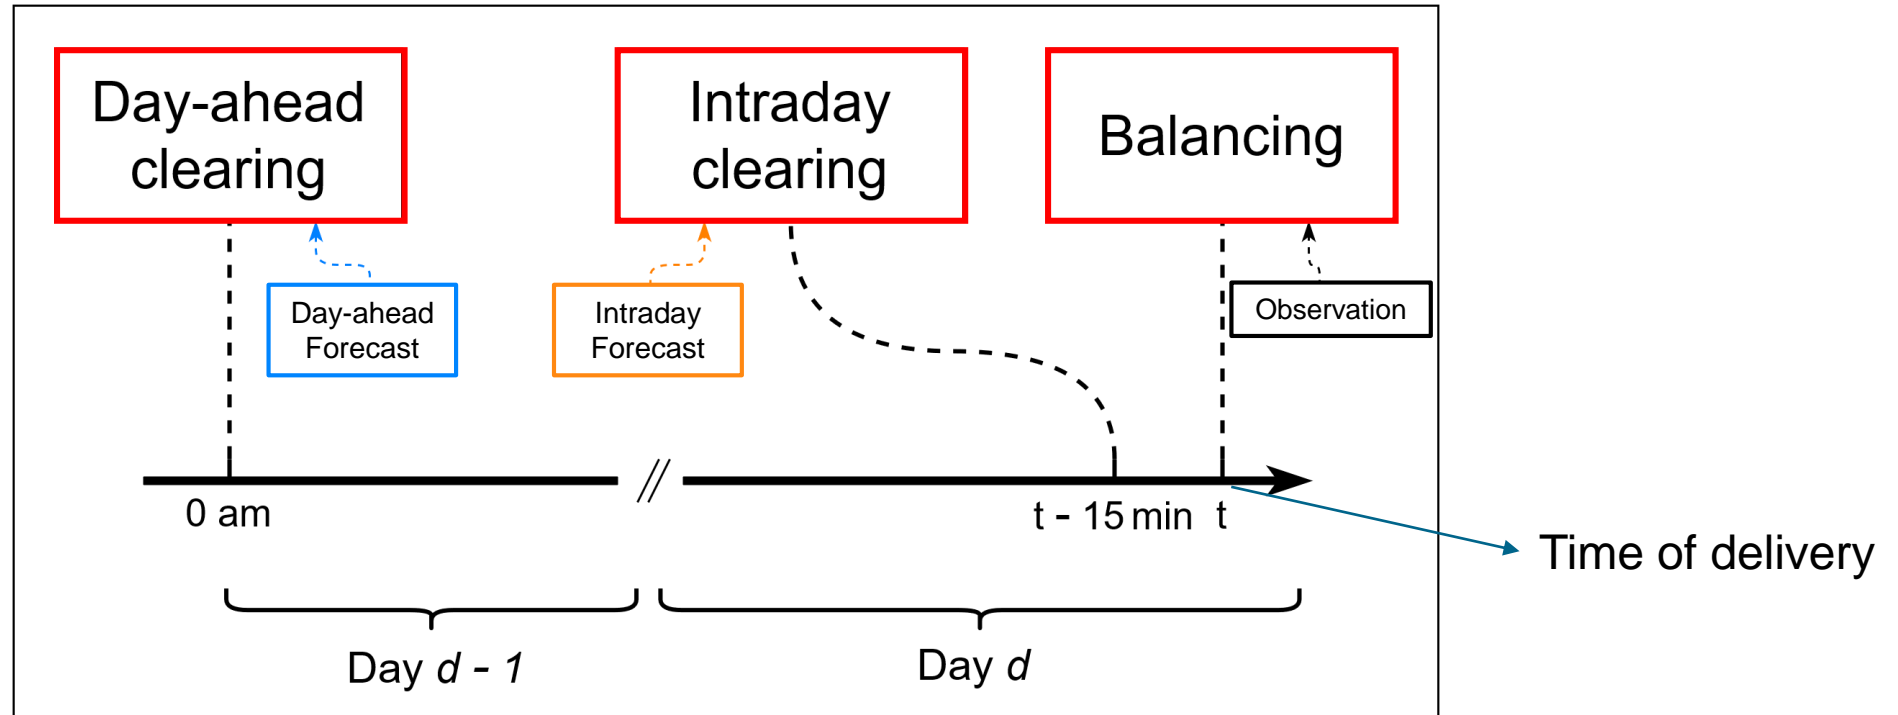 Day-ahead
clearing
Intraday
clearing
Balancing
Day-ahead
Forecast
Intraday
Forecast
Observation
0 am
t - 15 min
t
Time of delivery
Day d - 1
Day d